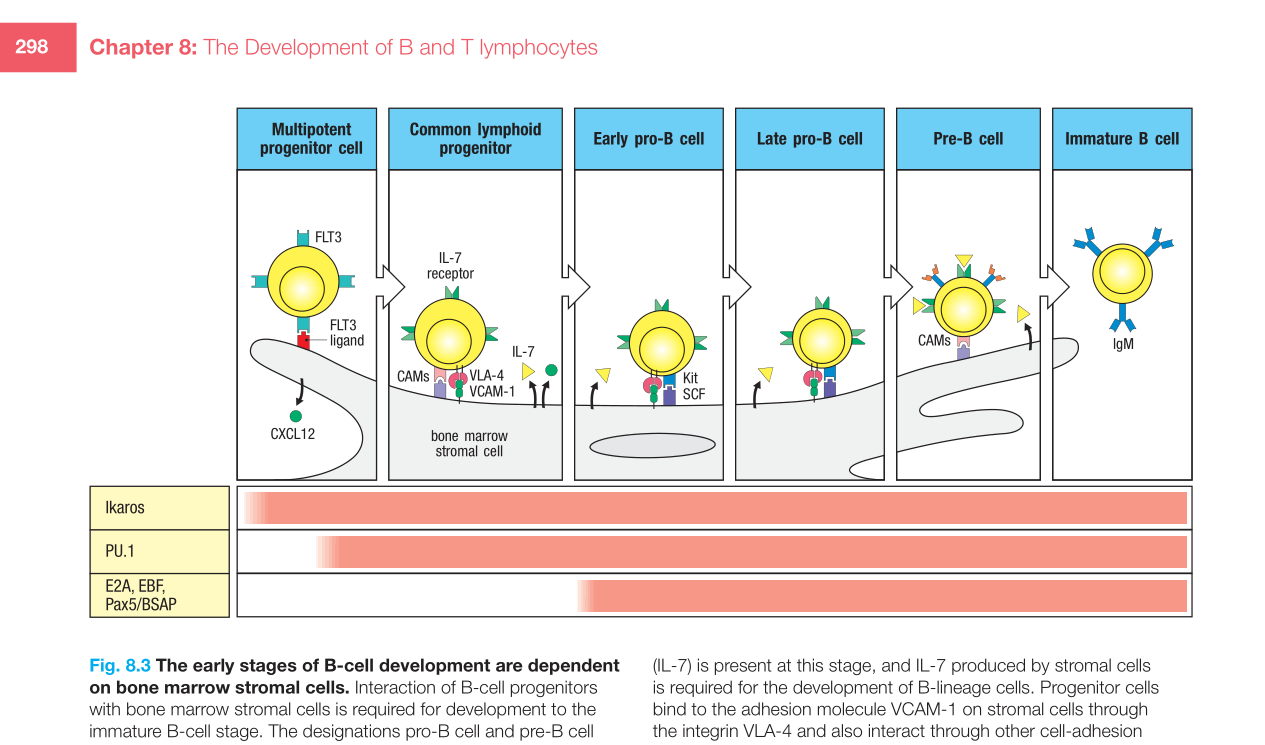 298
Chapter 8: The Development of B and T lymphocytes
Multipotent
progenitor cell
Common lymphoid
progenitor
Early pro-B cell
Late pro-B cell
Pre-B cell
Immature B cell
FLT3
FLT3
ligand
CXCL12
IL-7
receptor
IL-7
CAMs
VLA-4
VCAM-1
bone marrow
stromal cell
Kit
SCF
CAMs
IgM
Ikaros
PU.1
E2A, EBF,
Pax5/BSAP
Fig. 8.3 The early stages of B-cell development are dependent
on bone marrow stromal cells. Interaction of B-cell progenitors
with bone marrow stromal cells is required for development to the
immature B-cell stage. The designations pro-B cell and pre-B cell
(IL-7) is present at this stage, and IL-7 produced by stromal cells
is required for the development of B-lineage cells. Progenitor cells
bind to the adhesion molecule VCAM-1 on stromal cells through
the integrin VLA-4 and also interact through other cell-adhesion